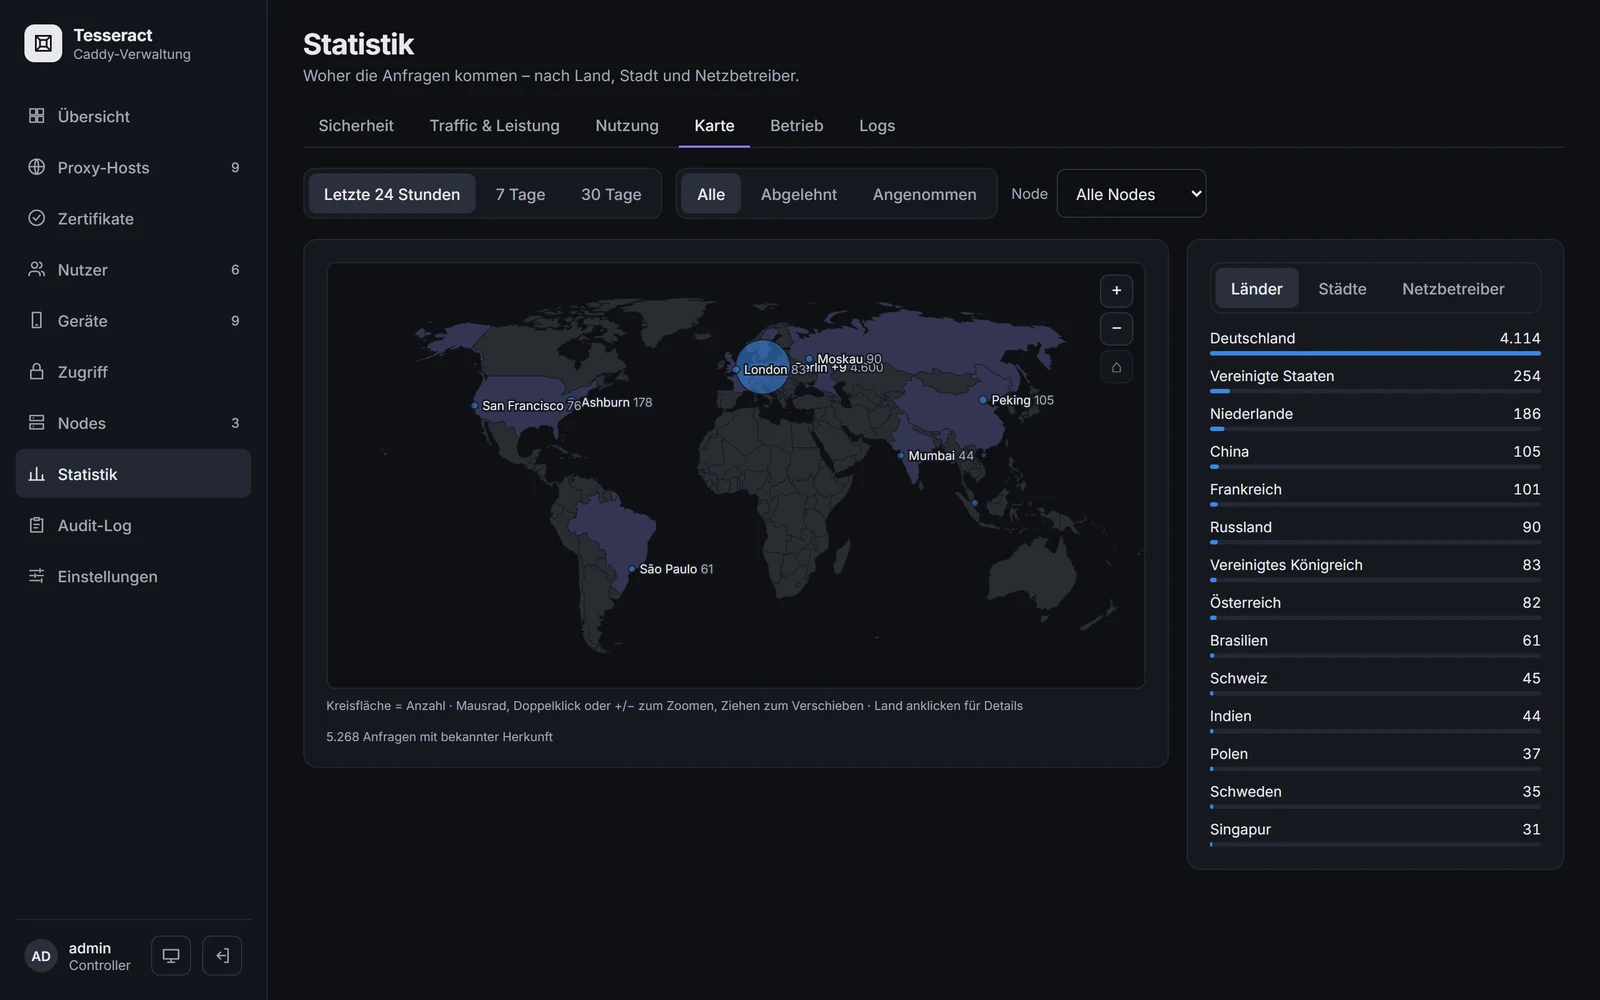 Tesseract
Caddy-Verwaltung
Übersicht
Proxy-Hosts 9
Zertifikate
Nutzer 6
Geräte 9
Zugriff
Nodes 3
Statistik
Audit-Log
Einstellungen
AD
admin
Controller
Statistik
Woher die Anfragen kommen – nach Land, Stadt und Netzbetreiber.
Sicherheit Traffic & Leistung Nutzung Karte Betrieb Logs
Letzte 24 Stunden 7 Tage 30 Tage Alle Abgelehnt Angenommen Node Alle Nodes
+
−
Moskau 90
London 83
+9 4.600
Peking 105
San Francisco 76
Ashburn 178
Mumbai 44
São Paulo 61
Kreisfläche = Anzahl · Mausrad, Doppelklick oder +/− zum Zoomen, Ziehen zum Verschieben · Land anklicken für Details
5.268 Anfragen mit bekannter Herkunft
Länder Städte Netzbetreiber
Deutschland 4.114
Vereinigte Staaten 254
Niederlande 186
China 105
Frankreich 101
Russland 90
Vereinigtes Königreich 83
Österreich 82
Brasilien 61
Schweiz 45
Indien 44
Polen 37
Schweden 35
Singapur 31